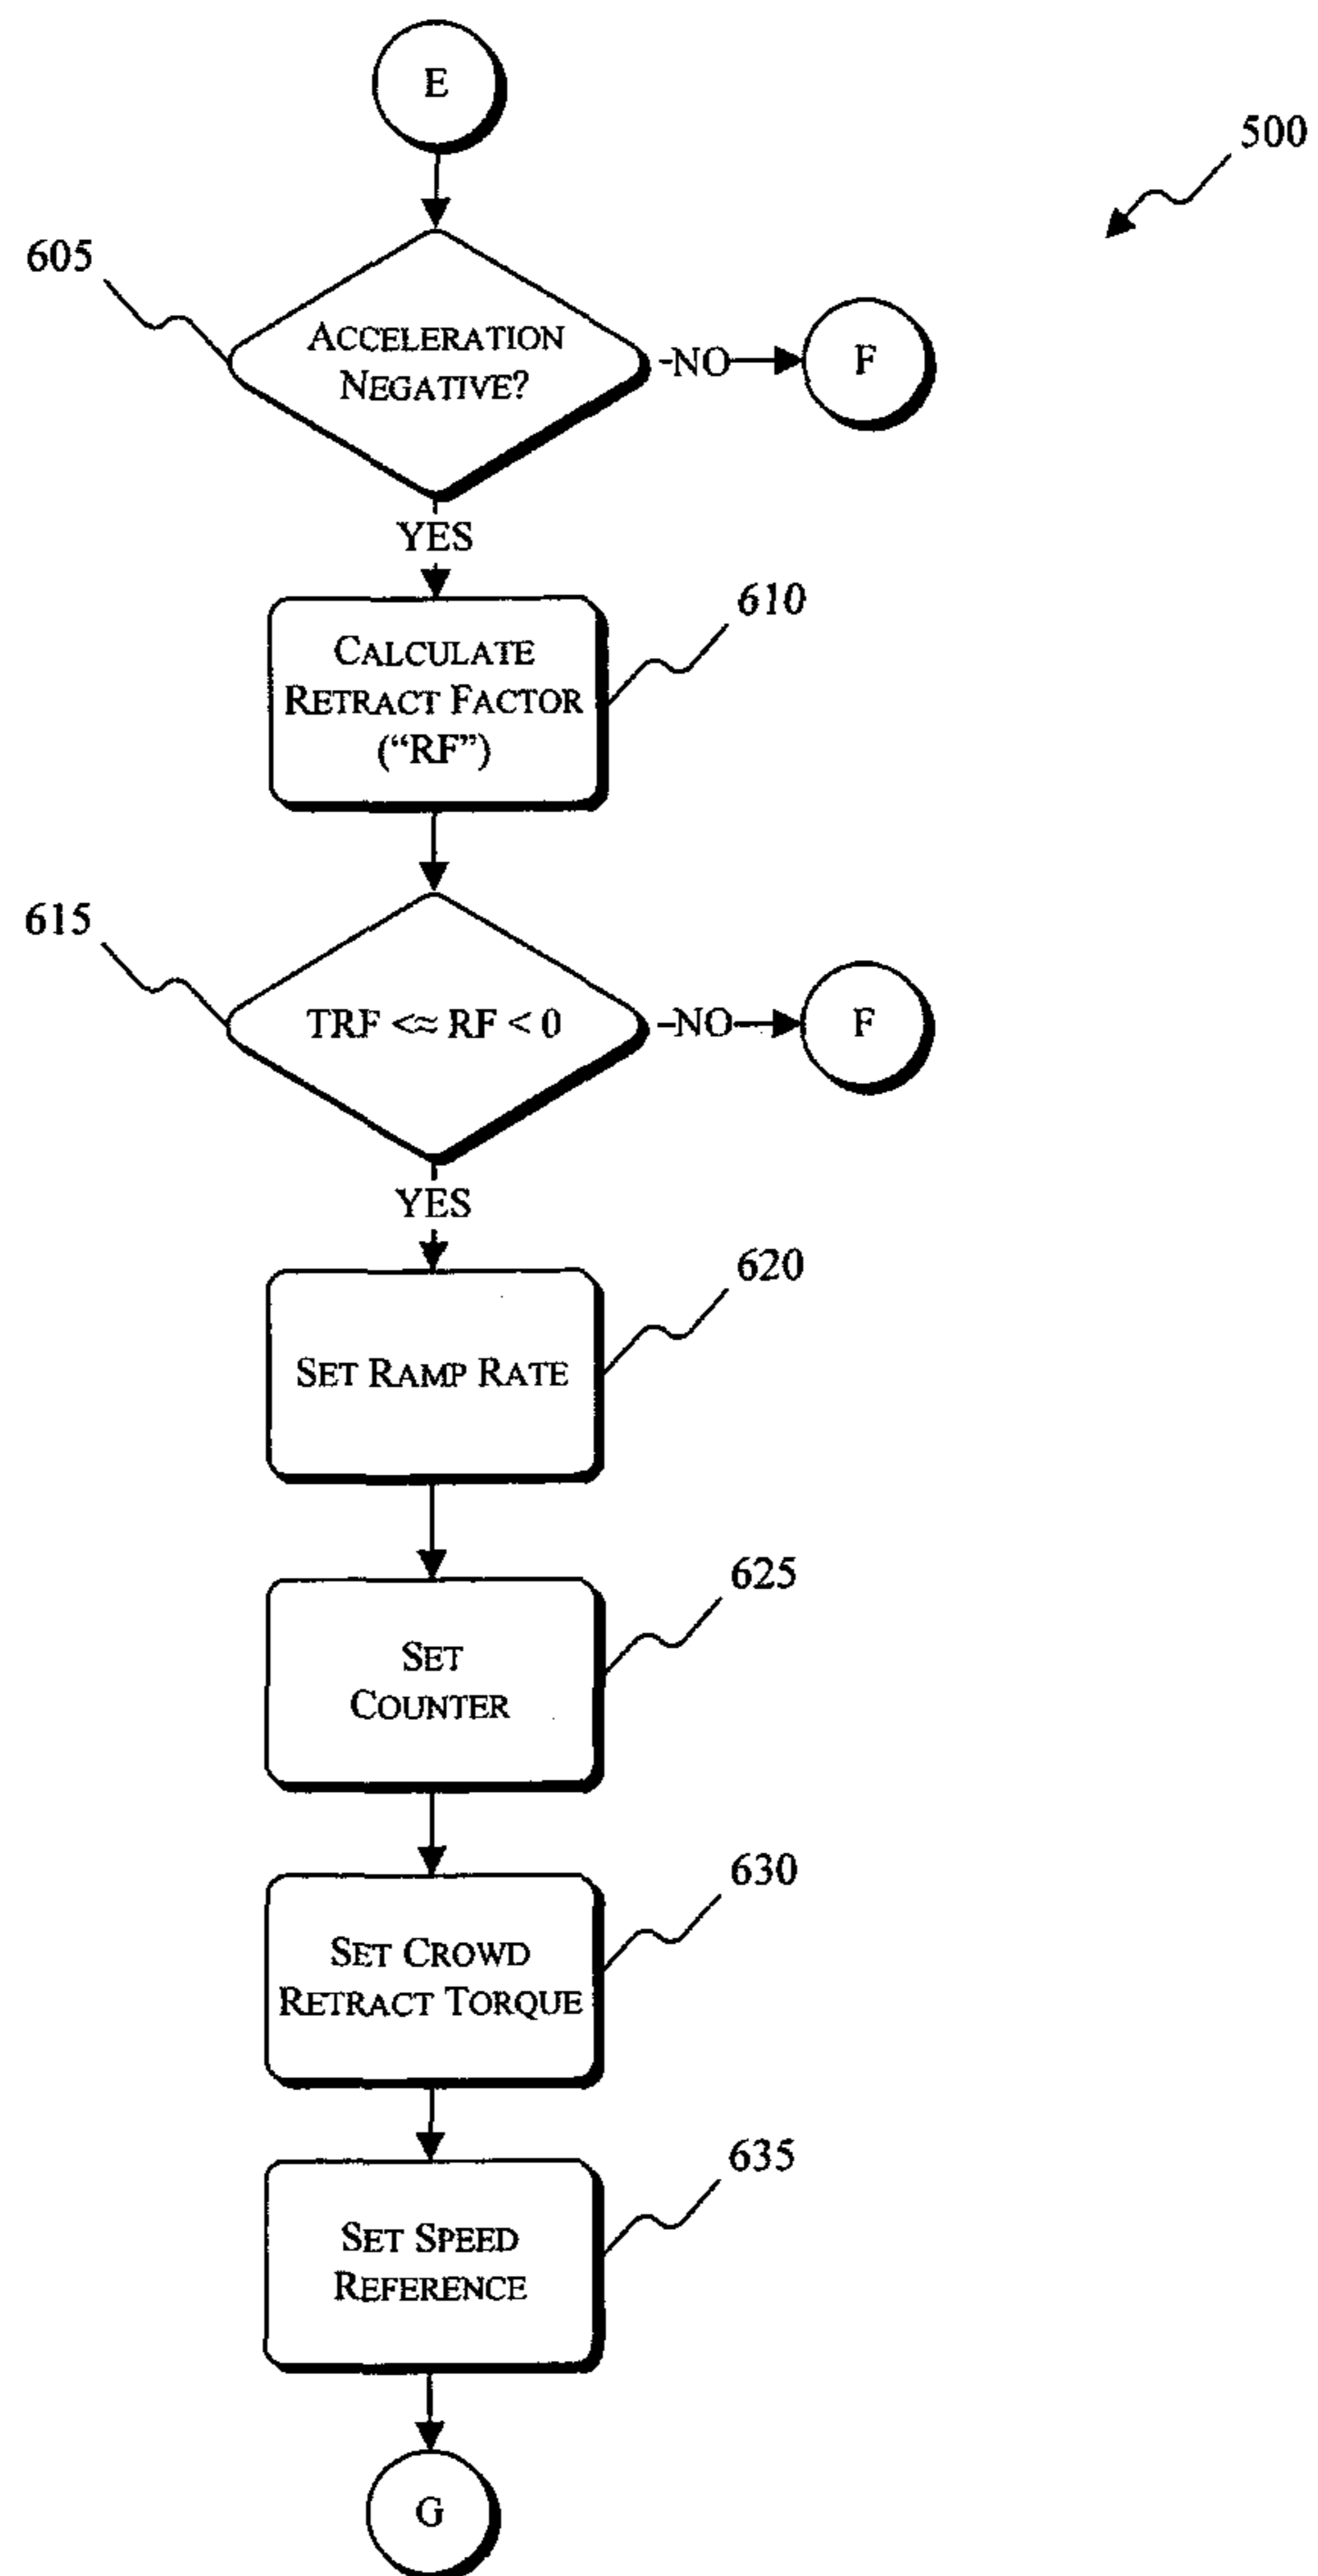 E
500
605
ACCELERATION
NEGATIVE?
-NO
F
YES
610
CALCULATE
RETRACT FACTOR
("RF")
615
TRF <≈ RF < 0
-NO
F
YES
620
SET RAMP RATE
625
SET
COUNTER
630
SET CROWD
RETRACT TORQUE
635
SET SPEED
REFERENCE
G